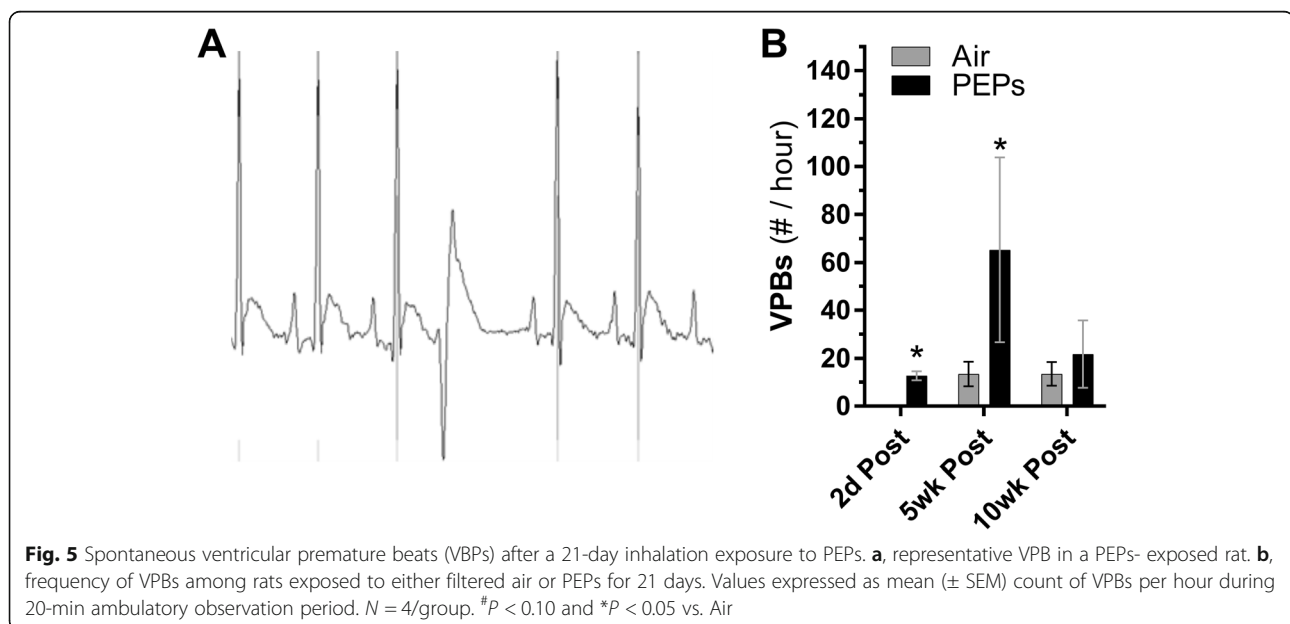 A
B
Air
PEPs
VPBs (# / hour)
140
120
100
80
60
40
20
0
*
*
2d Post
5wk Post
10wk Post
Fig. 5 Spontaneous ventricular premature beats (VBPs) after a 21-day inhalation exposure to PEPs. a, representative VPB in a PEPs- exposed rat. b,
frequency of VPBs among rats exposed to either filtered air or PEPs for 21 days. Values expressed as mean (± SEM) count of VPBs per hour during
20-min ambulatory observation period. N = 4/group. #P < 0.10 and *P < 0.05 vs. Air